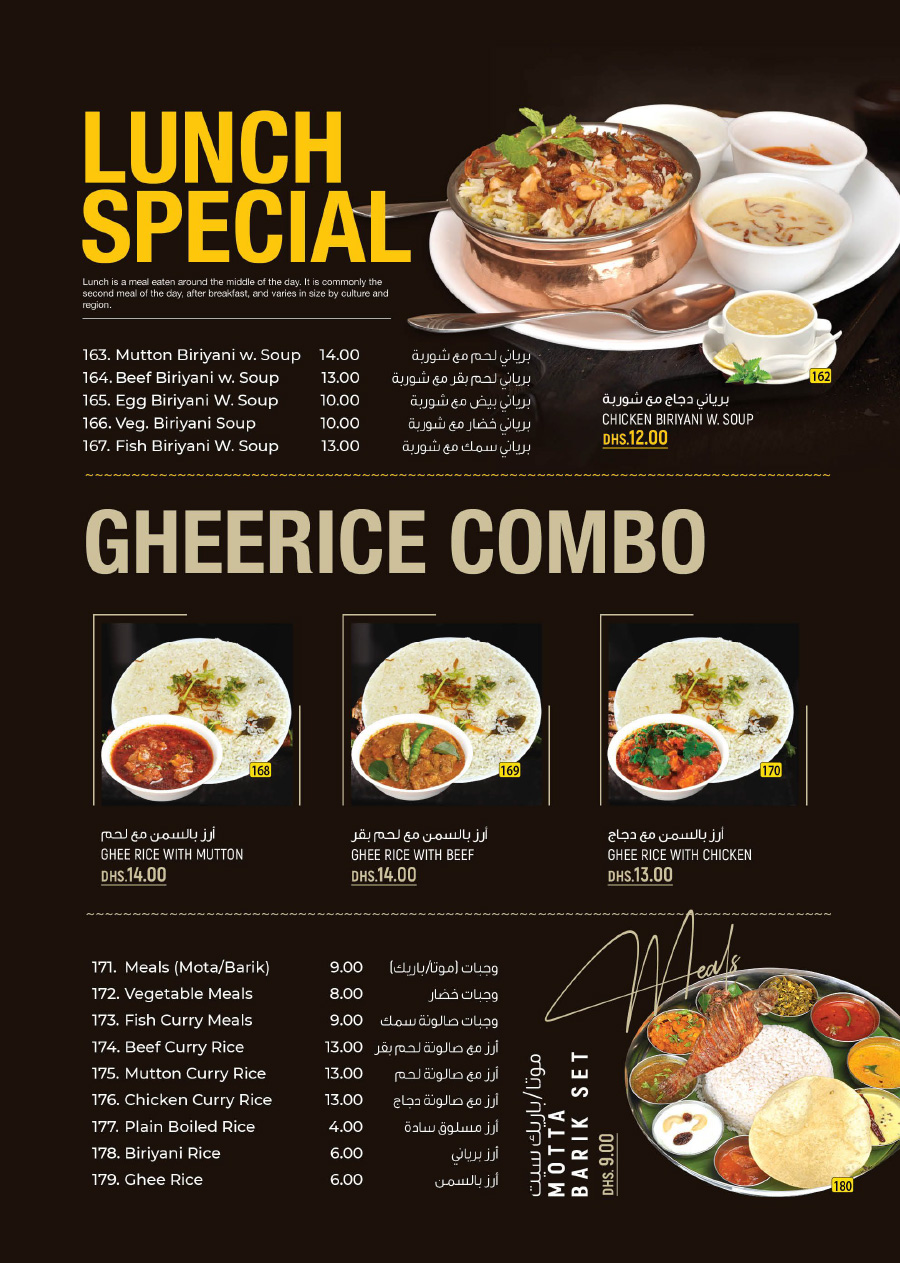 LUNCH
SPECIAL
Lunch is a meal eaten around the middle of the day. It is commonly the
second meal of the day, after breakfast, and varies in size by culture and
region.
163. Mutton Biriyani w. Soup 14.00 برياني لحم مع شوربة
164. Beef Biriyani w. Soup 13.00 برياني لحم بقر مع شوربة
165. Egg Biriyani W. Soup 10.00 برياني بيض مع شوربة
166. Veg. Biriyani Soup 10.00 برياني خضار مع شوربة
167. Fish Biriyani W. Soup 13.00 برياني سمك مع شوربة
162
برياني دجاج مع شوربة
CHICKEN BIRIYANI W. SOUP
DHS.12.00
GHEERICE COMBO
168
أرز بالسمن مع لحم
GHEE RICE WITH MUTTON
DHS.14.00
169
أرز بالسمن مع لحم بقر
GHEE RICE WITH BEEF
DHS.14.00
170
أرز بالسمن مع دجاج
GHEE RICE WITH CHICKEN
DHS.13.00
171. Meals (Mota/Barik) 9.00 وجبات (موتا/باريك)
172. Vegetable Meals 8.00 وجبات خضار
173. Fish Curry Meals 9.00 وجبات صالونة سمك
174. Beef Curry Rice 13.00 أرز مع صالونة لحم بقر
175. Mutton Curry Rice 13.00 أرز مع صالونة لحم
176. Chicken Curry Rice 13.00 أرز مع صالونة دجاج
177. Plain Boiled Rice 4.00 أرز مسلوق سادة
178. Biriyani Rice 6.00 أرز برياني
179. Ghee Rice 6.00 أرز بالسمن
Meals
موتا/باريك سيت
MOTTA
BARIK SET
DHS. 9.00
180